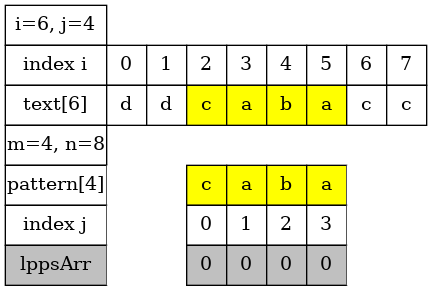 i=6, j=4
index i 0 1 2 3 4 5 6 7
text[6] d d c a b a c c
m=4, n=8
pattern[4] c a b a
index j 0 1 2 3
lppsArr 0 0 0 0